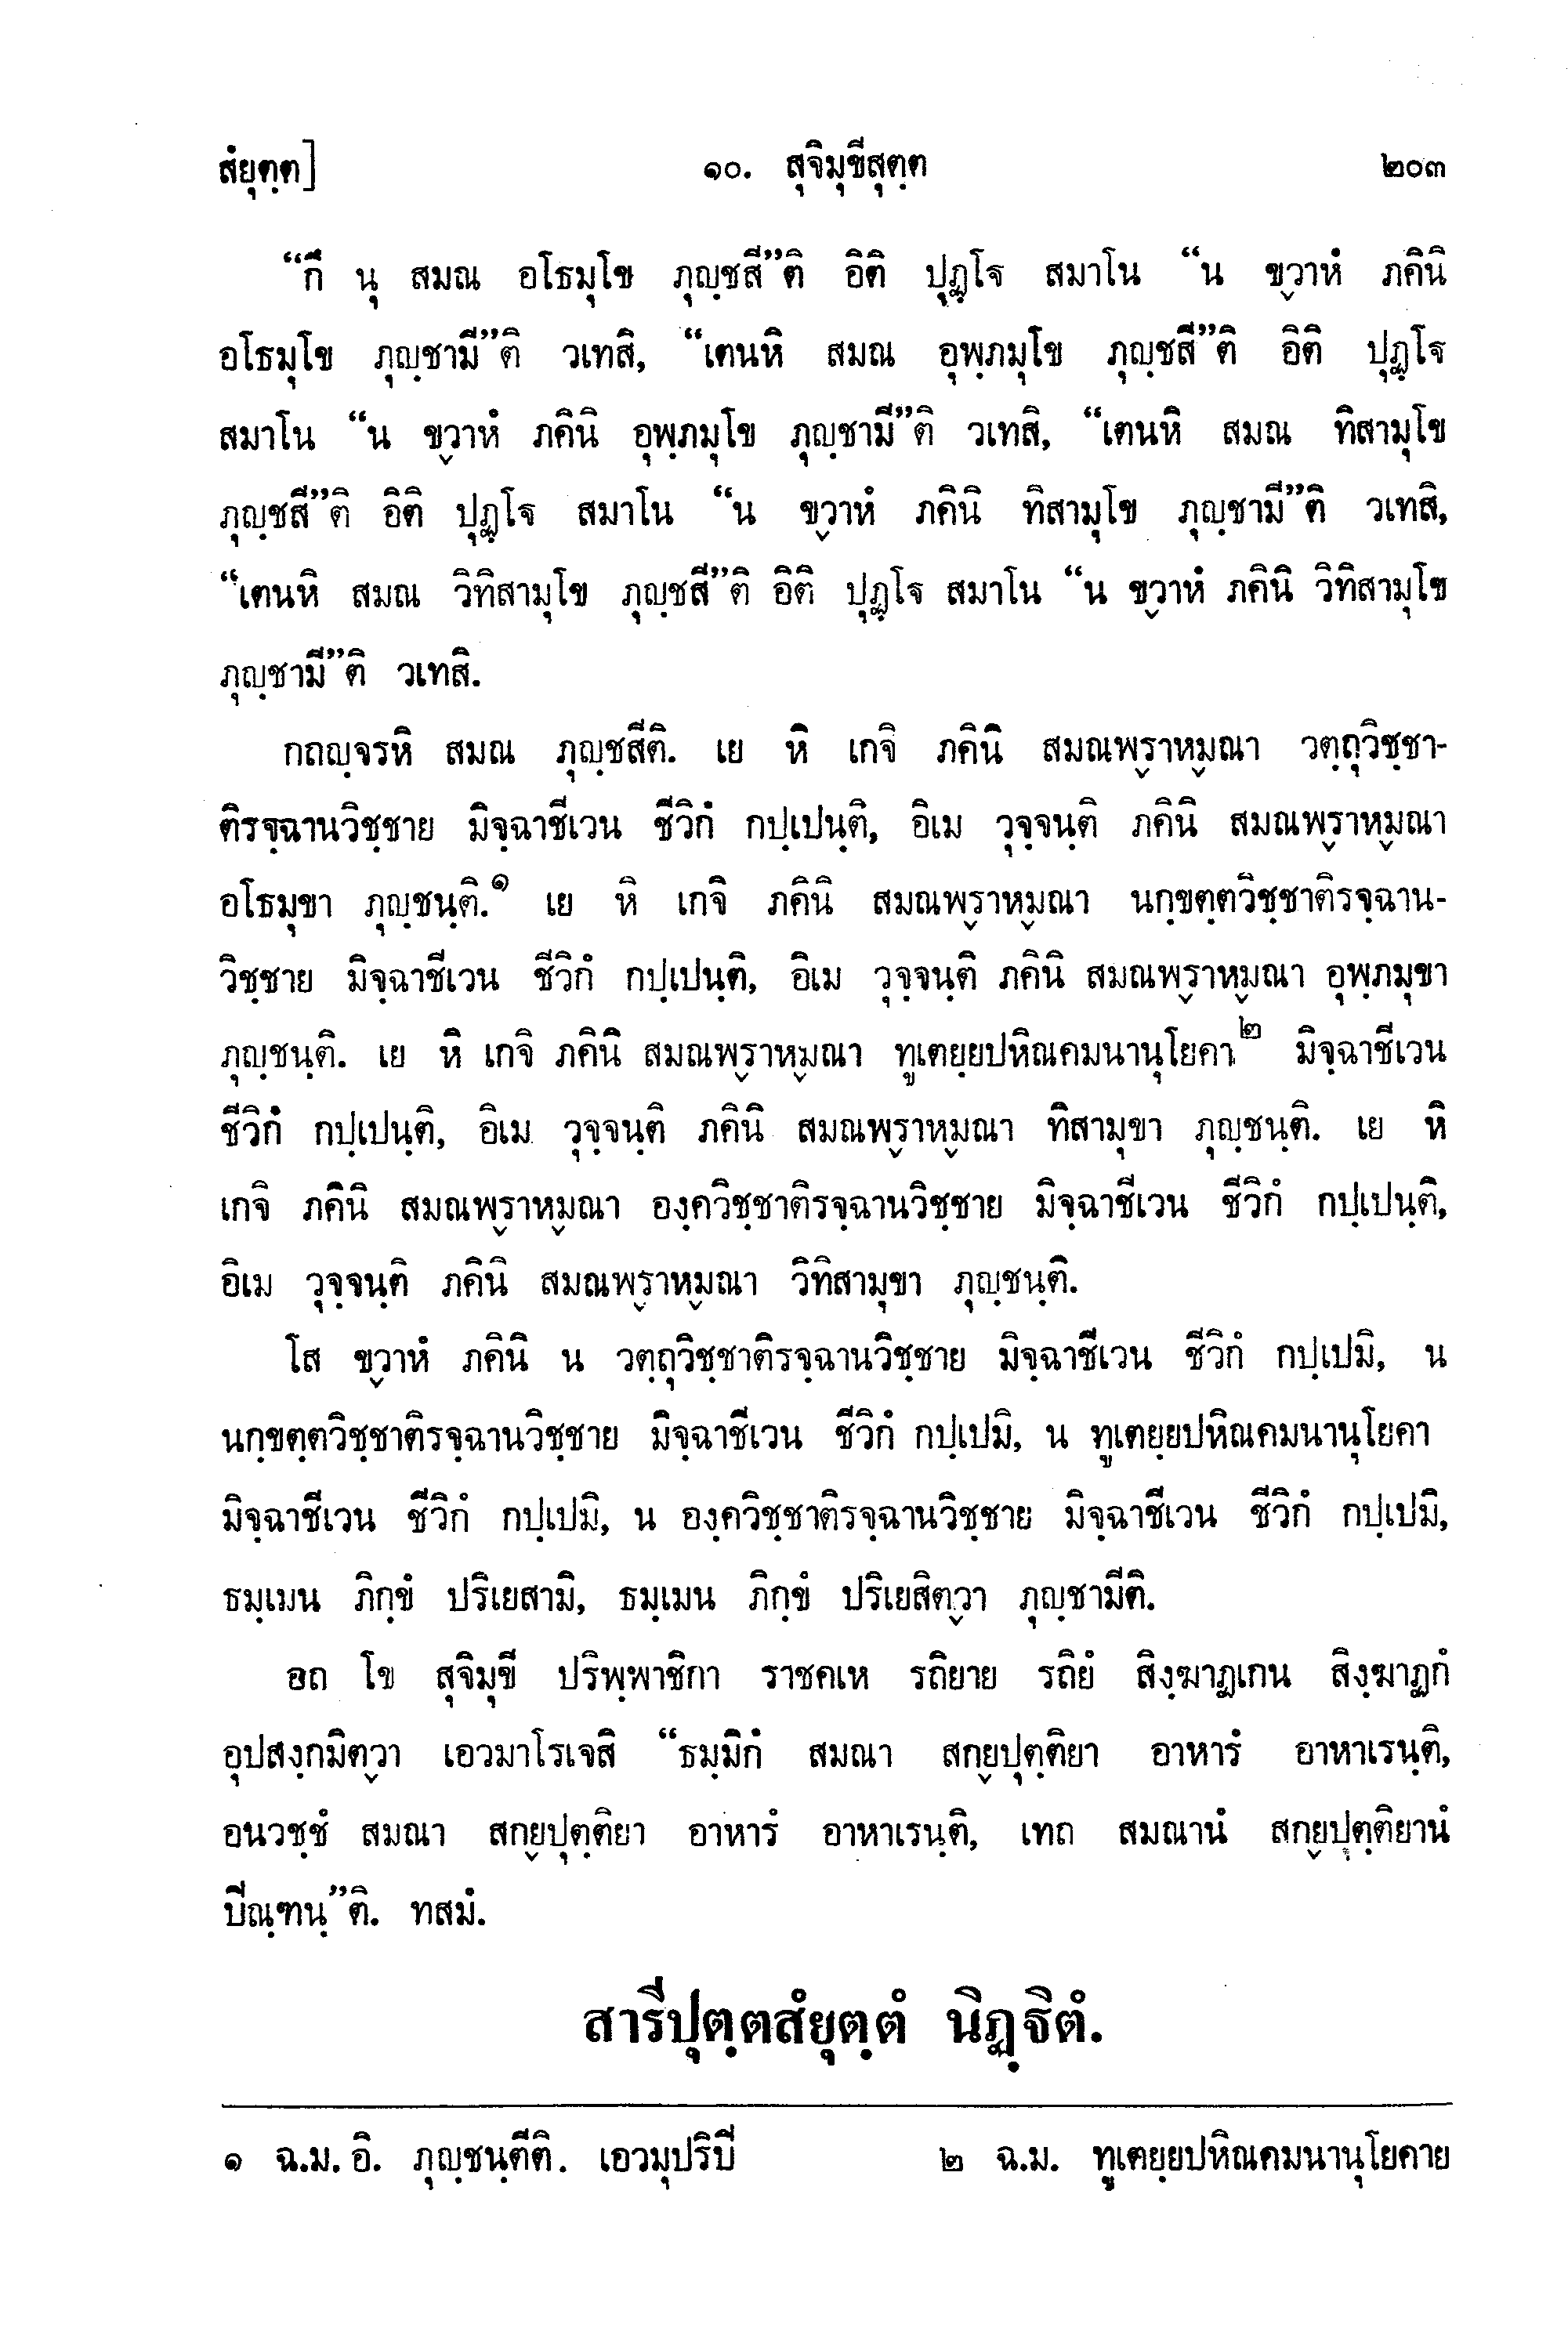 สํยุตฺต]	๑๐. สุจิมุขีสุตฺต	๒๐๓
“กึ นุ สมณ อโธมุโข ภุญฺชสี”ติ อิติ ปุฏฺโฐ สมาโน “น ขฺวาหํ ภคินิ
อโธมุโข ภุญฺชามี”ติ วเทสิ, “เตนหิ สมณ อุพฺภมุโข ภุญฺชสี”ติ อิติ ปุฏฺโฐ
สมาโน “น ขฺวาหํ ภคินิ อุพฺภมุโข ภุญฺชามี”ติ วเทสิ, “เตนหิ สมณ ทิสามุโข
ภุญฺชสี”ติ อิติ ปุฏฺโฐ สมาโน “น ขฺวาหํ ภคินิ ทิสามุโข ภุญฺชามี”ติ วเทสิ,
“เตนหิ สมณ วิทิสามุโข ภุญฺชสี”ติ อิติ ปุฏฺโฐ สมาโน “น ขฺวาหํ ภคินิ วิทิสามุโข
ภุญฺชามี”ติ วเทสิ.
กถญฺจรหิ สมณ ภุญฺชสีติ. เย หิ เกจิ ภคินิ สมณพฺราหฺมณา วตฺถุวิชฺชา-
ติรจฺฉานวิชฺชาย มิจฺฉาชีเวน ชีวิกํ กปฺเปนฺติ, อิเม วุจฺจนฺติ ภคินิ สมณพฺราหฺมณา
อโธมุขา ภุญฺชนฺติ.๑ เย หิ เกจิ ภคินิ สมณพฺราหฺมณา นกฺขตฺตวิชฺชาติรจฺฉาน-
วิชฺชาย มิจฺฉาชีเวน ชีวิกํ กปฺเปนฺติ, อิเม วุจฺจนฺติ ภคินิ สมณพฺราหฺมณา อุพฺภมุขา
ภุญฺชนฺติ. เย หิ เกจิ ภคินิ สมณพฺราหฺมณา ทูเตยฺยปหิณคมนานุโยคา๒ มิจฺฉาชีเวน
ชีวิกํ กปฺเปนฺติ, อิเม วุจฺจนฺติ ภคินิ สมณพฺราหฺมณา ทิสามุขา ภุญฺชนฺติ. เย หิ
เกจิ ภคินิ สมณพฺราหฺมณา องฺควิชฺชาติรจฺฉานวิชฺชาย มิจฺฉาชีเวน ชีวิกํ กปฺเปนฺติ,
อิเม วุจฺจนฺติ ภคินิ สมณพฺราหฺมณา วิทิสามุขา ภุญฺชนฺติ.
โส ขฺวาหํ ภคินิ น วตฺถุวิชฺชาติรจฺฉานวิชฺชาย มิจฺฉาชีเวน ชีวิกํ กปฺเปมิ, น
นกฺขตฺตวิชฺชาติรจฺฉานวิชฺชาย มิจฺฉาชีเวน ชีวิกํ กปฺเปมิ, น ทูเตยฺยปหิณคมนานุโยคา
มิจฺฉาชีเวน ชีวิกํ กปฺเปมิ, น องฺควิชฺชาติรจฺฉานวิชฺชาย มิจฺฉาชีเวน ชีวิกํ กปฺเปมิ,
ธมฺเมน ภิกฺขํ ปริเยสามิ, ธมฺเมน ภิกฺขํ ปริเยสิตฺวา ภุญฺชามีติ.
อถ โข สุจิมุขี ปริพฺพาชิกา ราชคเห รถิยาย รถิยํ สิงฺฆาฏเกน สิงฺฆาฏกํ
อุปสงฺกมิตฺวา เอวมาโรเจสิ “ธมฺมิกํ สมณา สกฺยปุตฺติยา อาหารํ อาหาเรนฺติ,
อนวชฺชํ สมณา สกฺยปุตฺติยา อาหารํ อาหาเรนฺติ, เทถ สมณานํ สกฺยปุตฺติยานํ
ปิณฺฑนฺ”ติ. ทสมํ.
สารีปุตฺตสํยุตฺตํ นิฏฺฐิตํ.
๑ ฉ.ม. อิ. ภุญฺชนฺตีติ. เอวมุปริปิ	๒ ฉ.ม. ทูเตยฺยปหิณคมนานุโยคาย